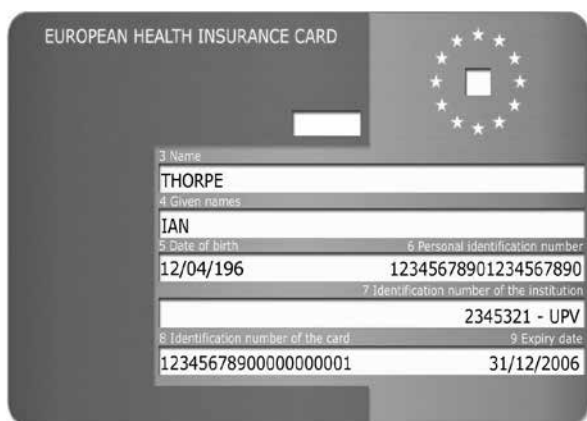 EUROPEAN HEALTH INSURANCE CARD
3 Name
THORPE
4 Given names
IAN
5 Date of birth 6 Personal identification number
12/04/196 12345678901234567890
7 Identification number of the institution
2345321 - UPV
8 Identification number of the card 9 Expiry date
12345678900000000001 31/12/2006